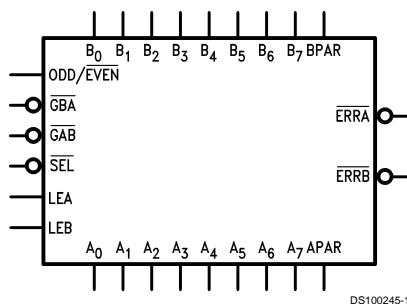 B0 B1 B2 B3 B4 B5 B6 B7 BPAR
ODD/EVEN
GBA
GAB
ERRA
SEL
ERRB
LEA
LEB
A0 A1 A2 A3 A4 A5 A6 A7 APAR
DS100245-1